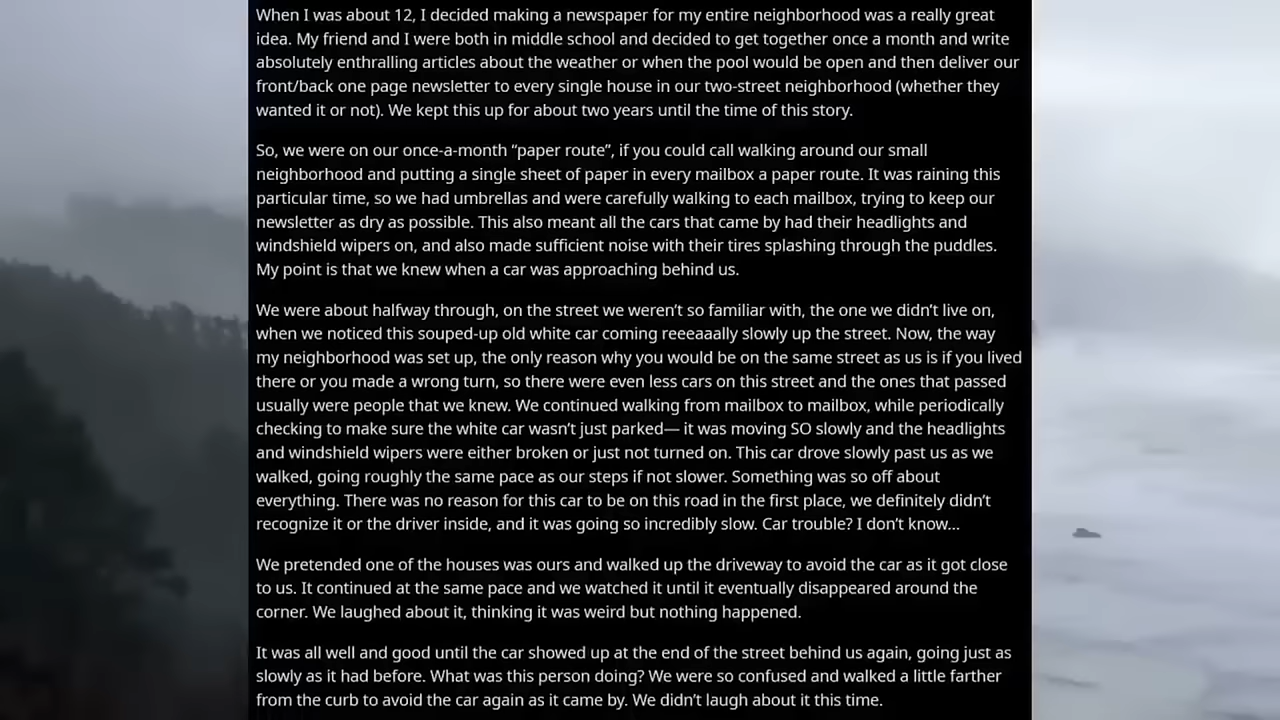 When I was about 12, I decided making a newspaper for my entire neighborhood was a really great
idea. My friend and I were both in middle school and decided to get together once a month and write
absolutely enthralling articles about the weather or when the pool would be open and then deliver our
front/back one page newsletter to every single house in our two-street neighborhood (whether they
wanted it or not). We kept this up for about two years until the time of this story.
So, we were on our once-a-month “paper route”, if you could call walking around our small
neighborhood and putting a single sheet of paper in every mailbox a paper route. It was raining this
particular time, so we had umbrellas and were carefully walking to each mailbox, trying to keep our
newsletter as dry as possible. This also meant all the cars that came by had their headlights and
windshield wipers on, and also made sufficient noise with their tires splashing through the puddles.
My point is that we knew when a car was approaching behind us.
We were about halfway through, on the street we weren’t so familiar with, the one we didn’t live on,
when we noticed this souped-up old white car coming reeeaaally slowly up the street. Now, the way
my neighborhood was set up, the only reason why you would be on the same street as us is if you lived
there or you made a wrong turn, so there were even less cars on this street and the ones that passed
usually were people that we knew. We continued walking from mailbox to mailbox, while periodically
checking to make sure the white car wasn’t just parked— it was moving SO slowly and the headlights
and windshield wipers were either broken or just not turned on. This car drove slowly past us as we
walked, going roughly the same pace as our steps if not slower. Something was so off about
everything. There was no reason for this car to be on this road in the first place, we definitely didn’t
recognize it or the driver inside, and it was going so incredibly slow. Car trouble? I don’t know…
We pretended one of the houses was ours and walked up the driveway to avoid the car as it got close
to us. It continued at the same pace and we watched it until it eventually disappeared around the
corner. We laughed about it, thinking it was weird but nothing happened.
It was all well and good until the car showed up at the end of the street behind us again, going just as
slowly as it had before. What was this person doing? We were so confused and walked a little farther
from the curb to avoid the car again as it came by. We didn’t laugh about it this time.